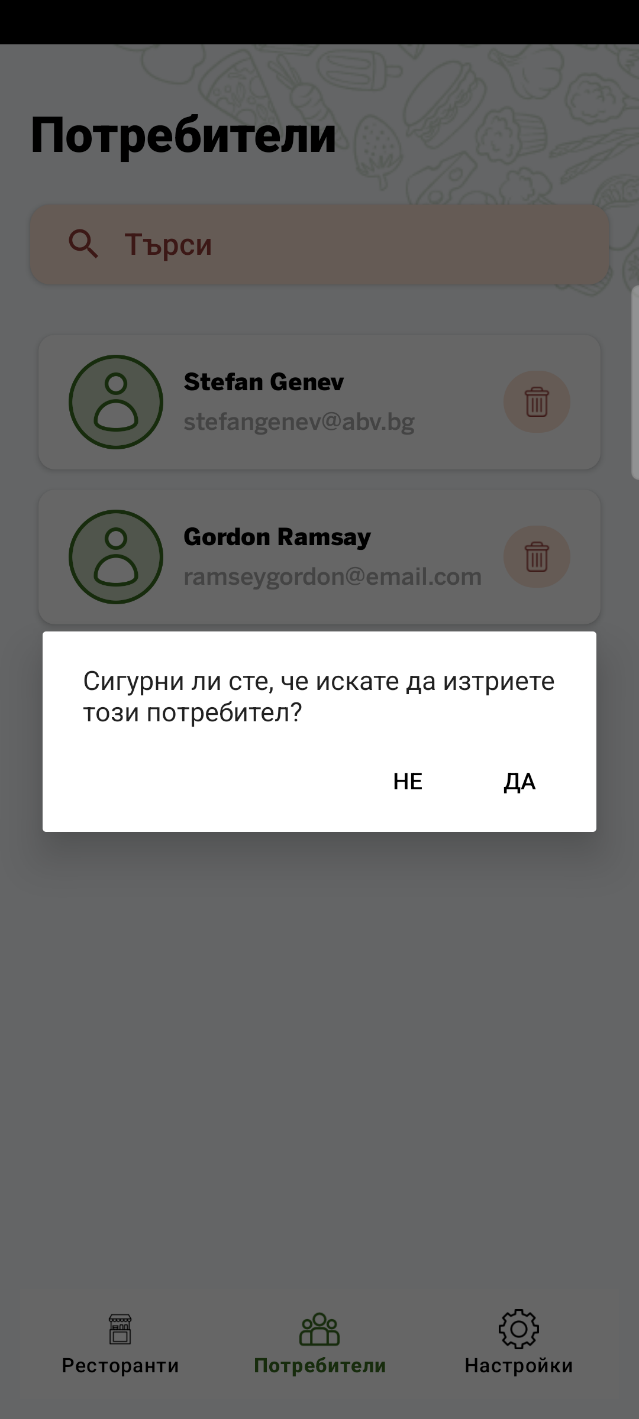 Потребители
Търси
Stefan Genev
stefangenev@abv.bg
Gordon Ramsay
ramseygordon@email.com
Сигурни ли сте, че искате да изтриете
този потребител?
НЕ ДА
Ресторанти Потребители Настройки